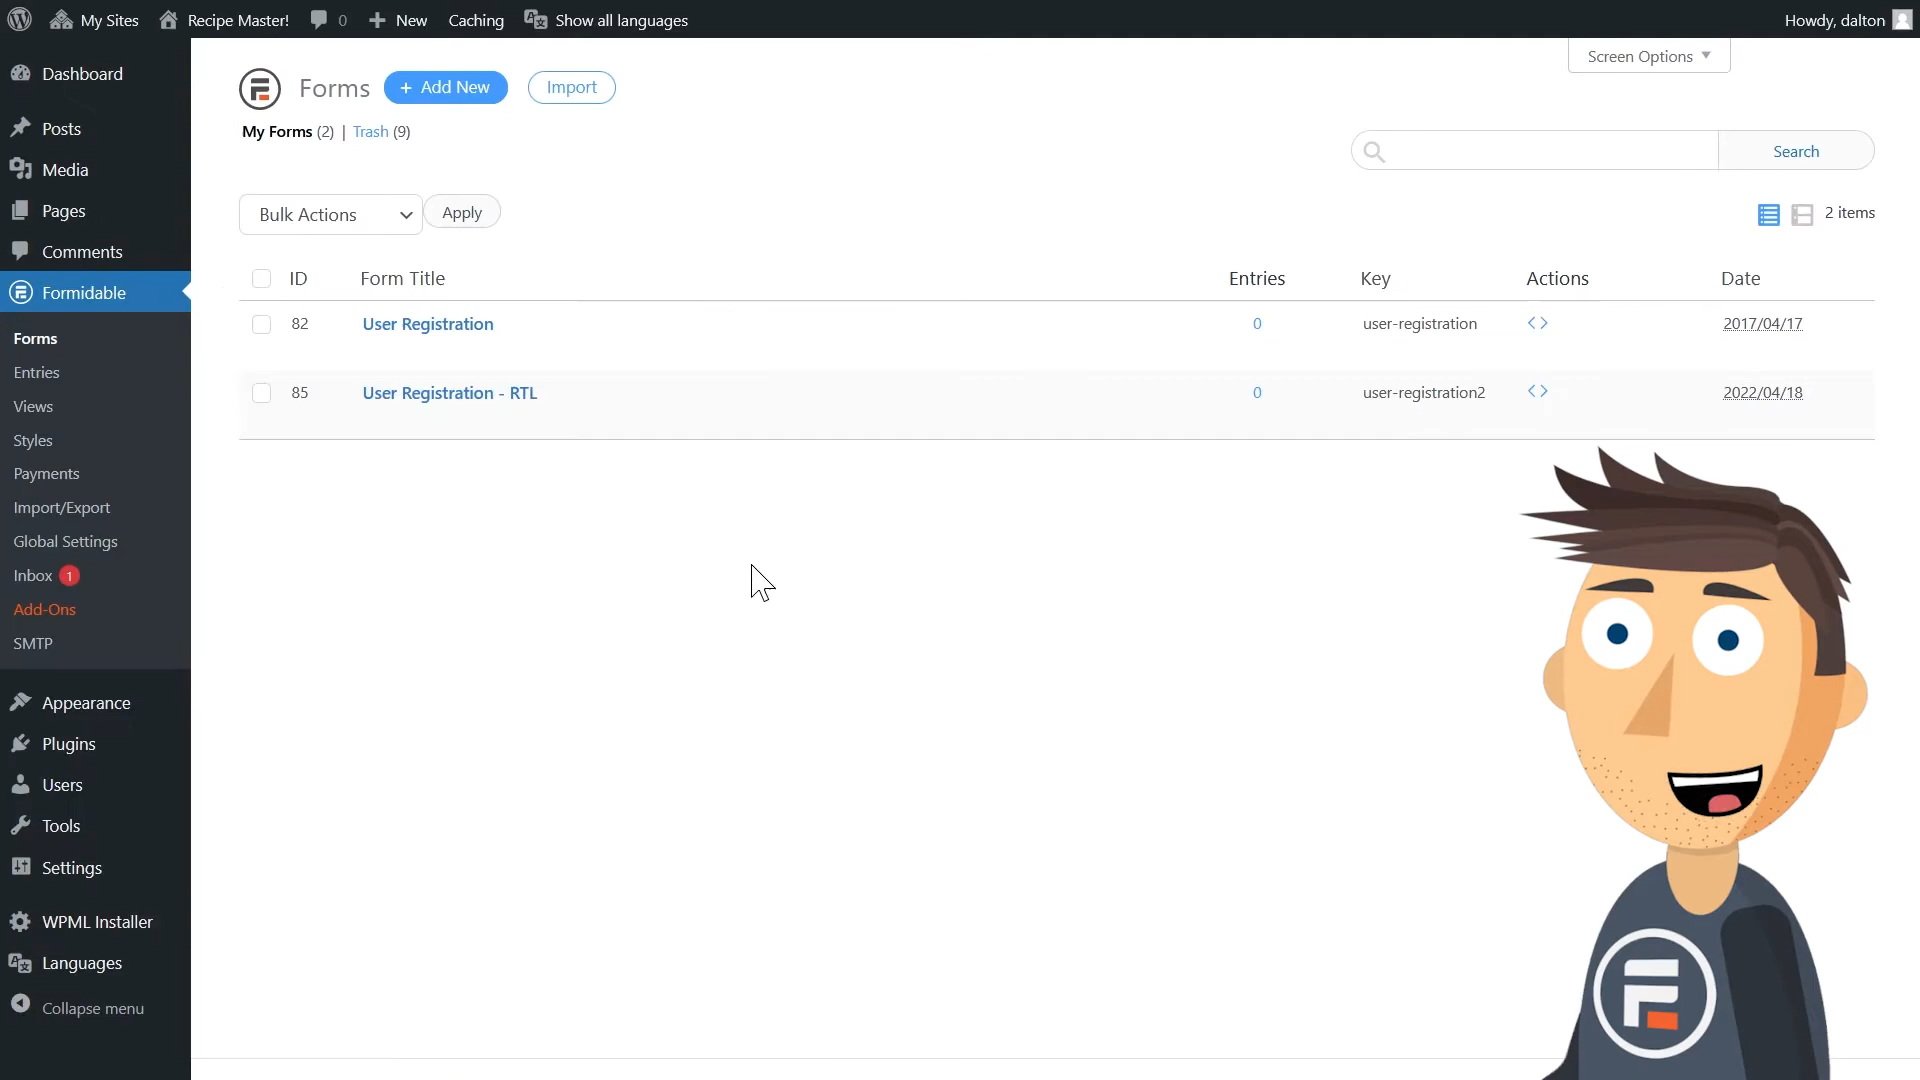 My Sites Recipe Master! 0 New Caching Show all languages Howdy, dalton
Screen Options
Dashboard
Posts
Media
Pages
Comments
Formidable
Forms
Entries
Views
Styles
Payments
Import/Export
Global Settings
Inbox 1
Add-Ons
SMTP
Appearance
Plugins
Users
Tools
Settings
WPML Installer
Languages
Collapse menu
Forms + Add New Import
My Forms (2) | Trash (9)
Search
Bulk Actions Apply
2 items
ID Form Title Entries Key Actions Date
82 User Registration 0 user-registration <> 2017/04/17
85 User Registration - RTL 0 user-registration2 <> 2022/04/18